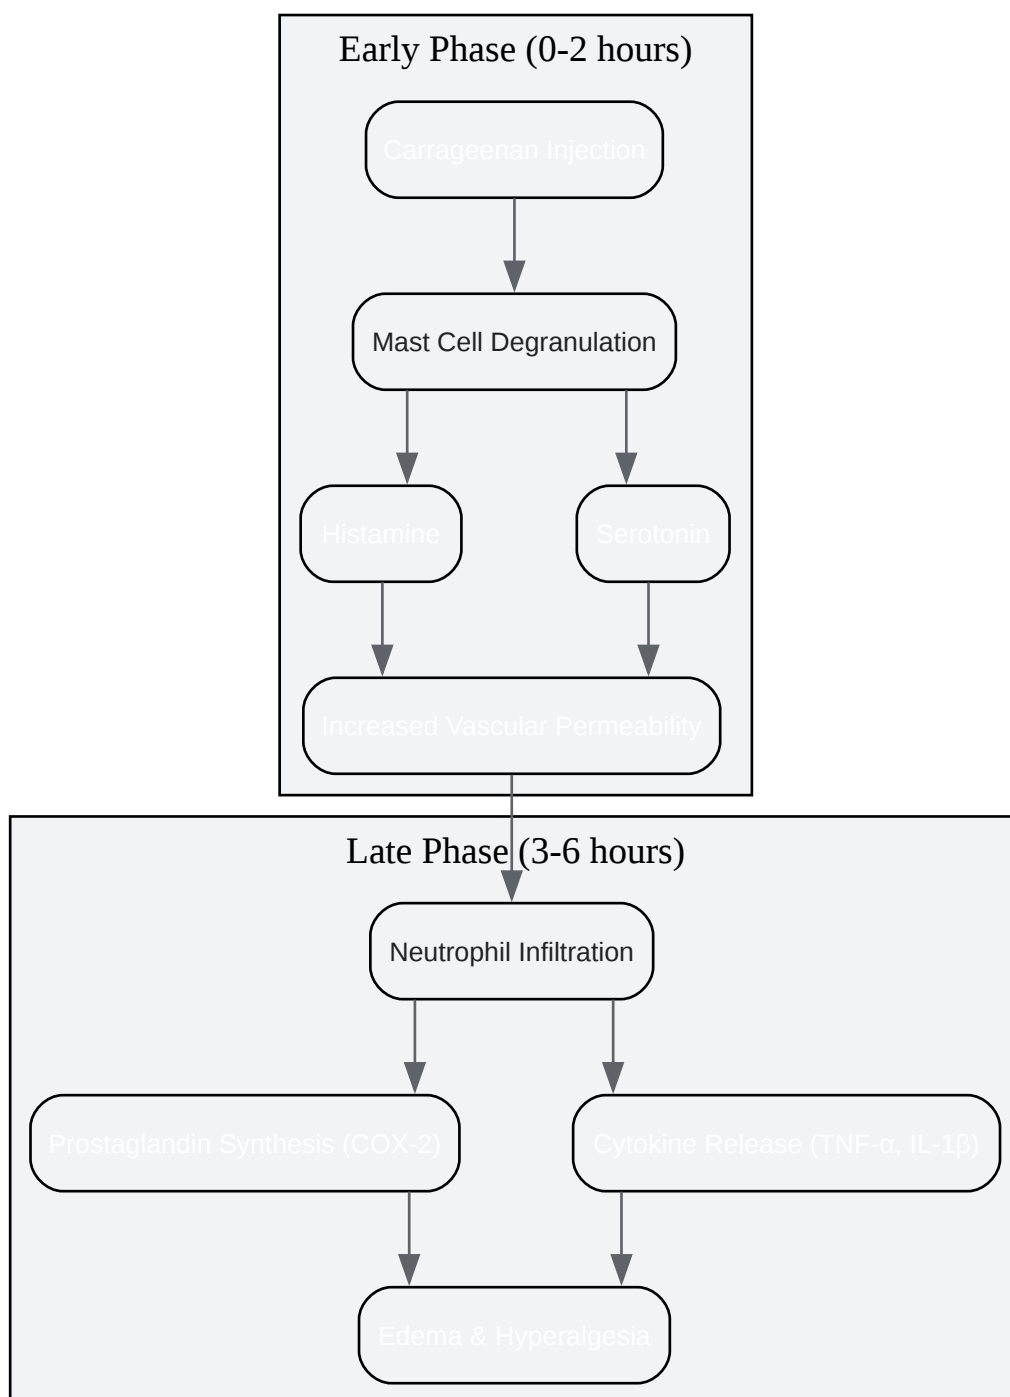 Early Phase (0-2 hours)
Carrageenan Injection
Mast Cell Degranulation
Histamine
Serotonin
Increased Vascular Permeability
Late Phase (3-6 hours)
Neutrophil Infiltration
Prostaglandin Synthesis (COX-2)
Cytokine Release (TNF-α, IL-1β)
Edema & Hyperalgesia